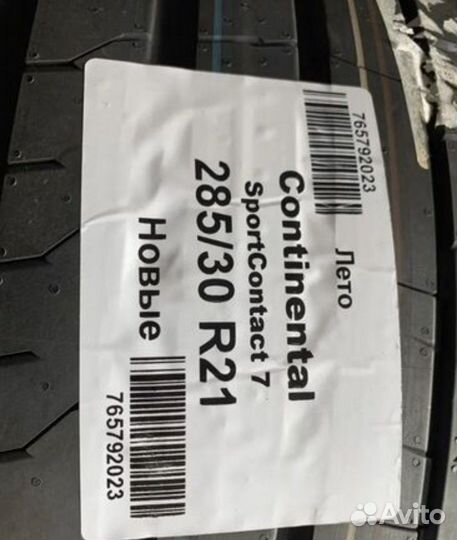 765792023
Лето
Continental
SportContact 7
285/30 R21
Новые
765792023
Avito